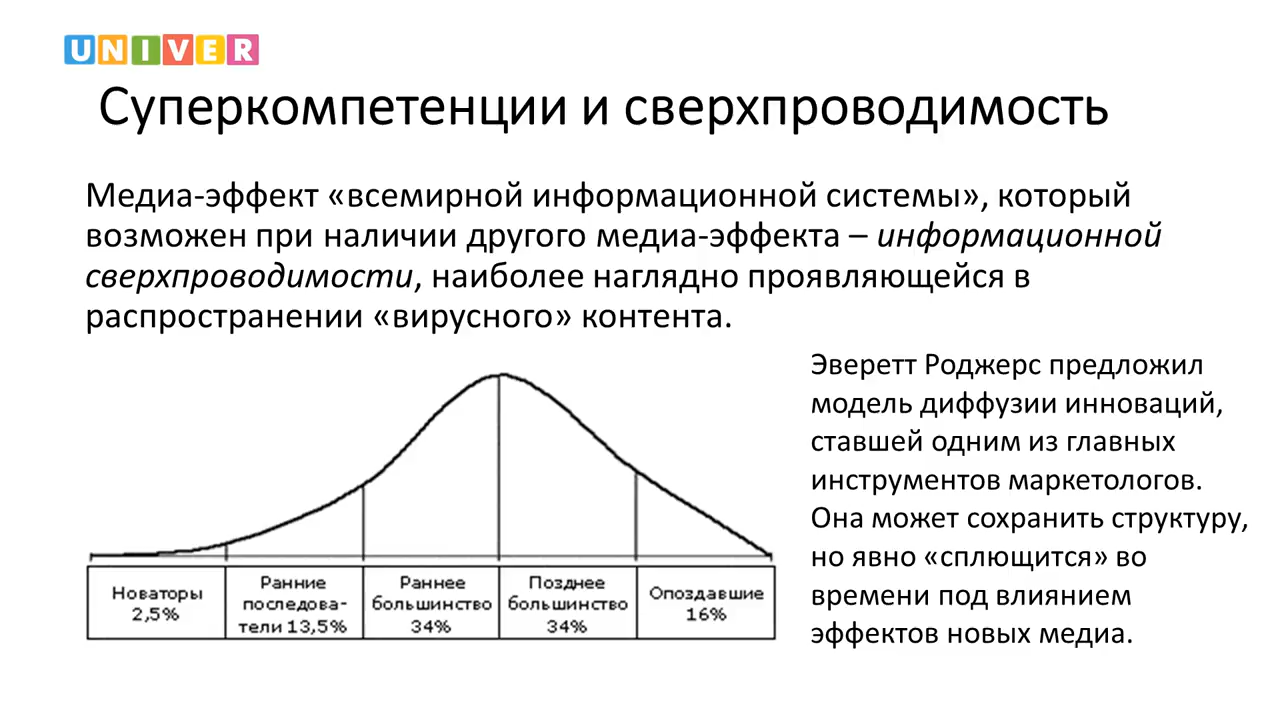 UNIVER
Суперкомпетенции и сверхпроводимость
Медиа-эффект «всемирной информационной системы», который
возможен при наличии другого медиа-эффекта – информационной
сверхпроводимости, наиболее наглядно проявляющейся в
распространении «вирусного» контента.
Эверетт Роджерс предложил
модель диффузии инноваций,
ставшей одним из главных
инструментов маркетологов.
Она может сохранить структуру,
но явно «сплющится» во
времени под влиянием
эффектов новых медиа.
Новаторы
2,5%
Ранние
последова-
тели 13,5%
Раннее
большинство
34%
Позднее
большинство
34%
Опоздавшие
16%